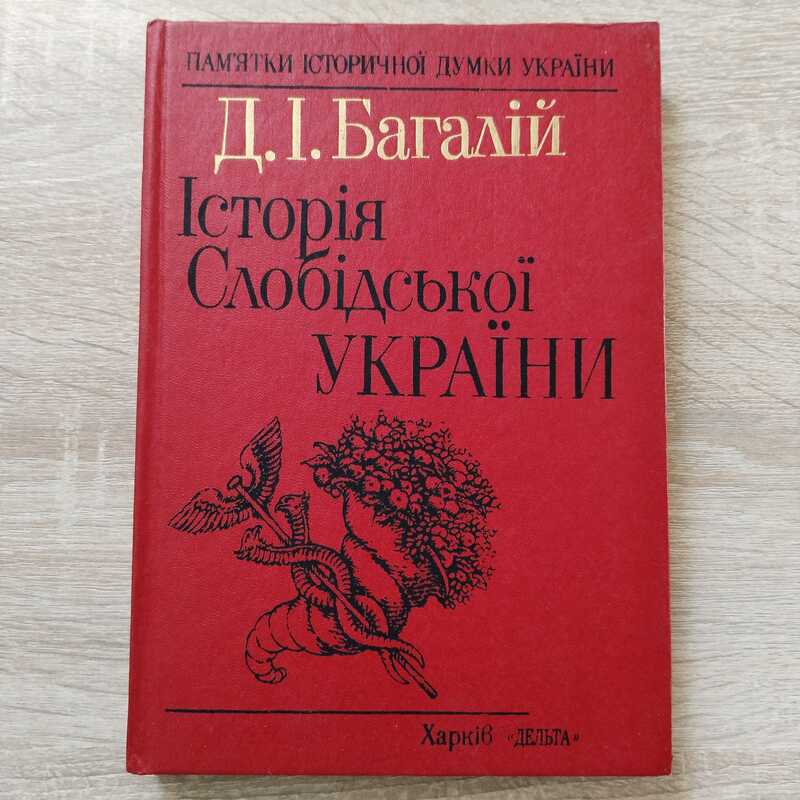 ПАМ'ЯТКИ ІСТОРИЧНОЇ ДУМКИ УКРАЇНИ
Д.І.Багалій
Історія
Слобідської
УКРАЇНИ
Харків «ДЕЛЬТА»